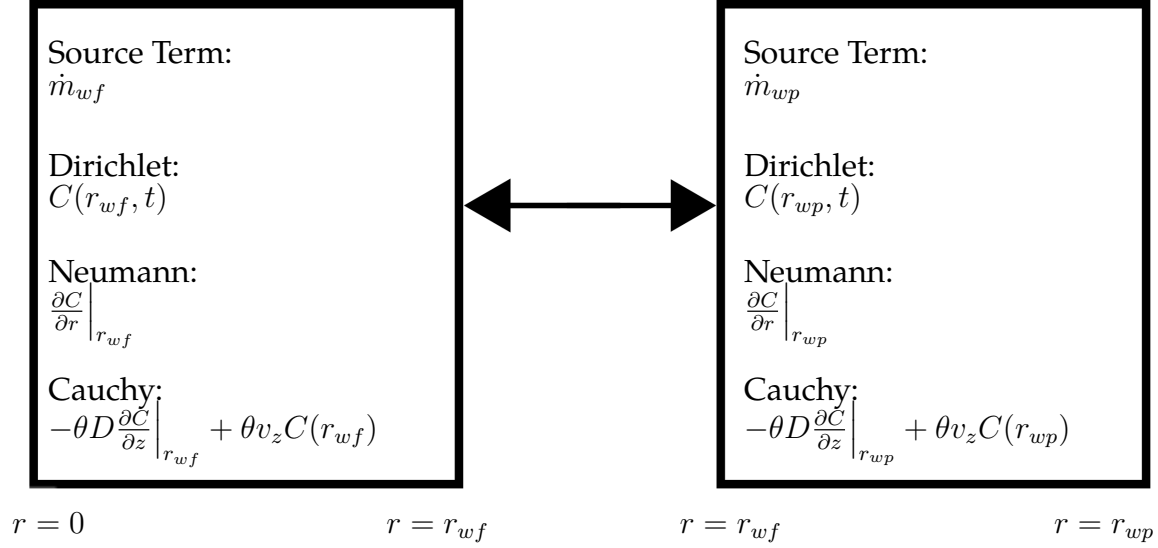 Source Term:
ṁ_{wf}
Dirichlet:
C(r_{wf}, t)
Neumann:
∂C/∂r|_{r_{wf}}
Cauchy:
−θD ∂C/∂z|_{r_{wf}} + θv_zC(r_{wf})
Source Term:
ṁ_{wp}
Dirichlet:
C(r_{wp}, t)
Neumann:
∂C/∂r|_{r_{wp}}
Cauchy:
−θD ∂C/∂z|_{r_{wp}} + θv_zC(r_{wp})
r = 0
r = r_{wf}
r = r_{wf}
r = r_{wp}